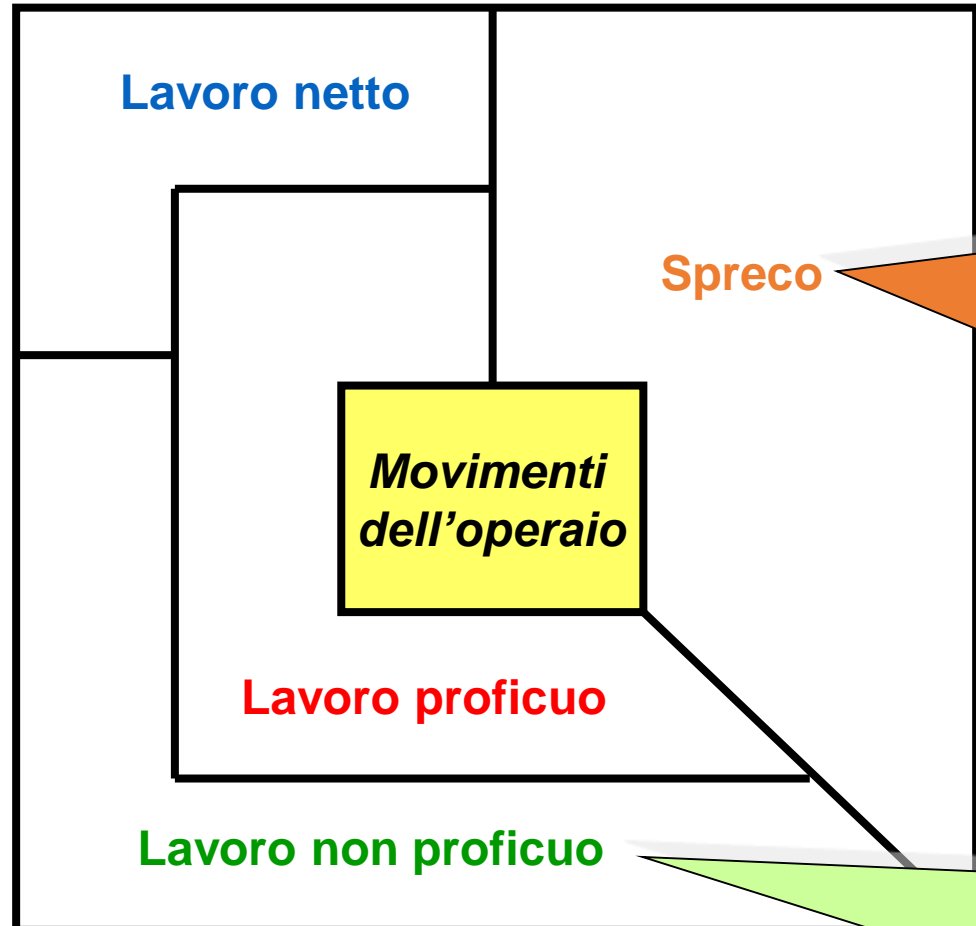 Lavoro netto
Spreco
Movimenti
dell’operaio
Lavoro proficuo
Lavoro non proficuo